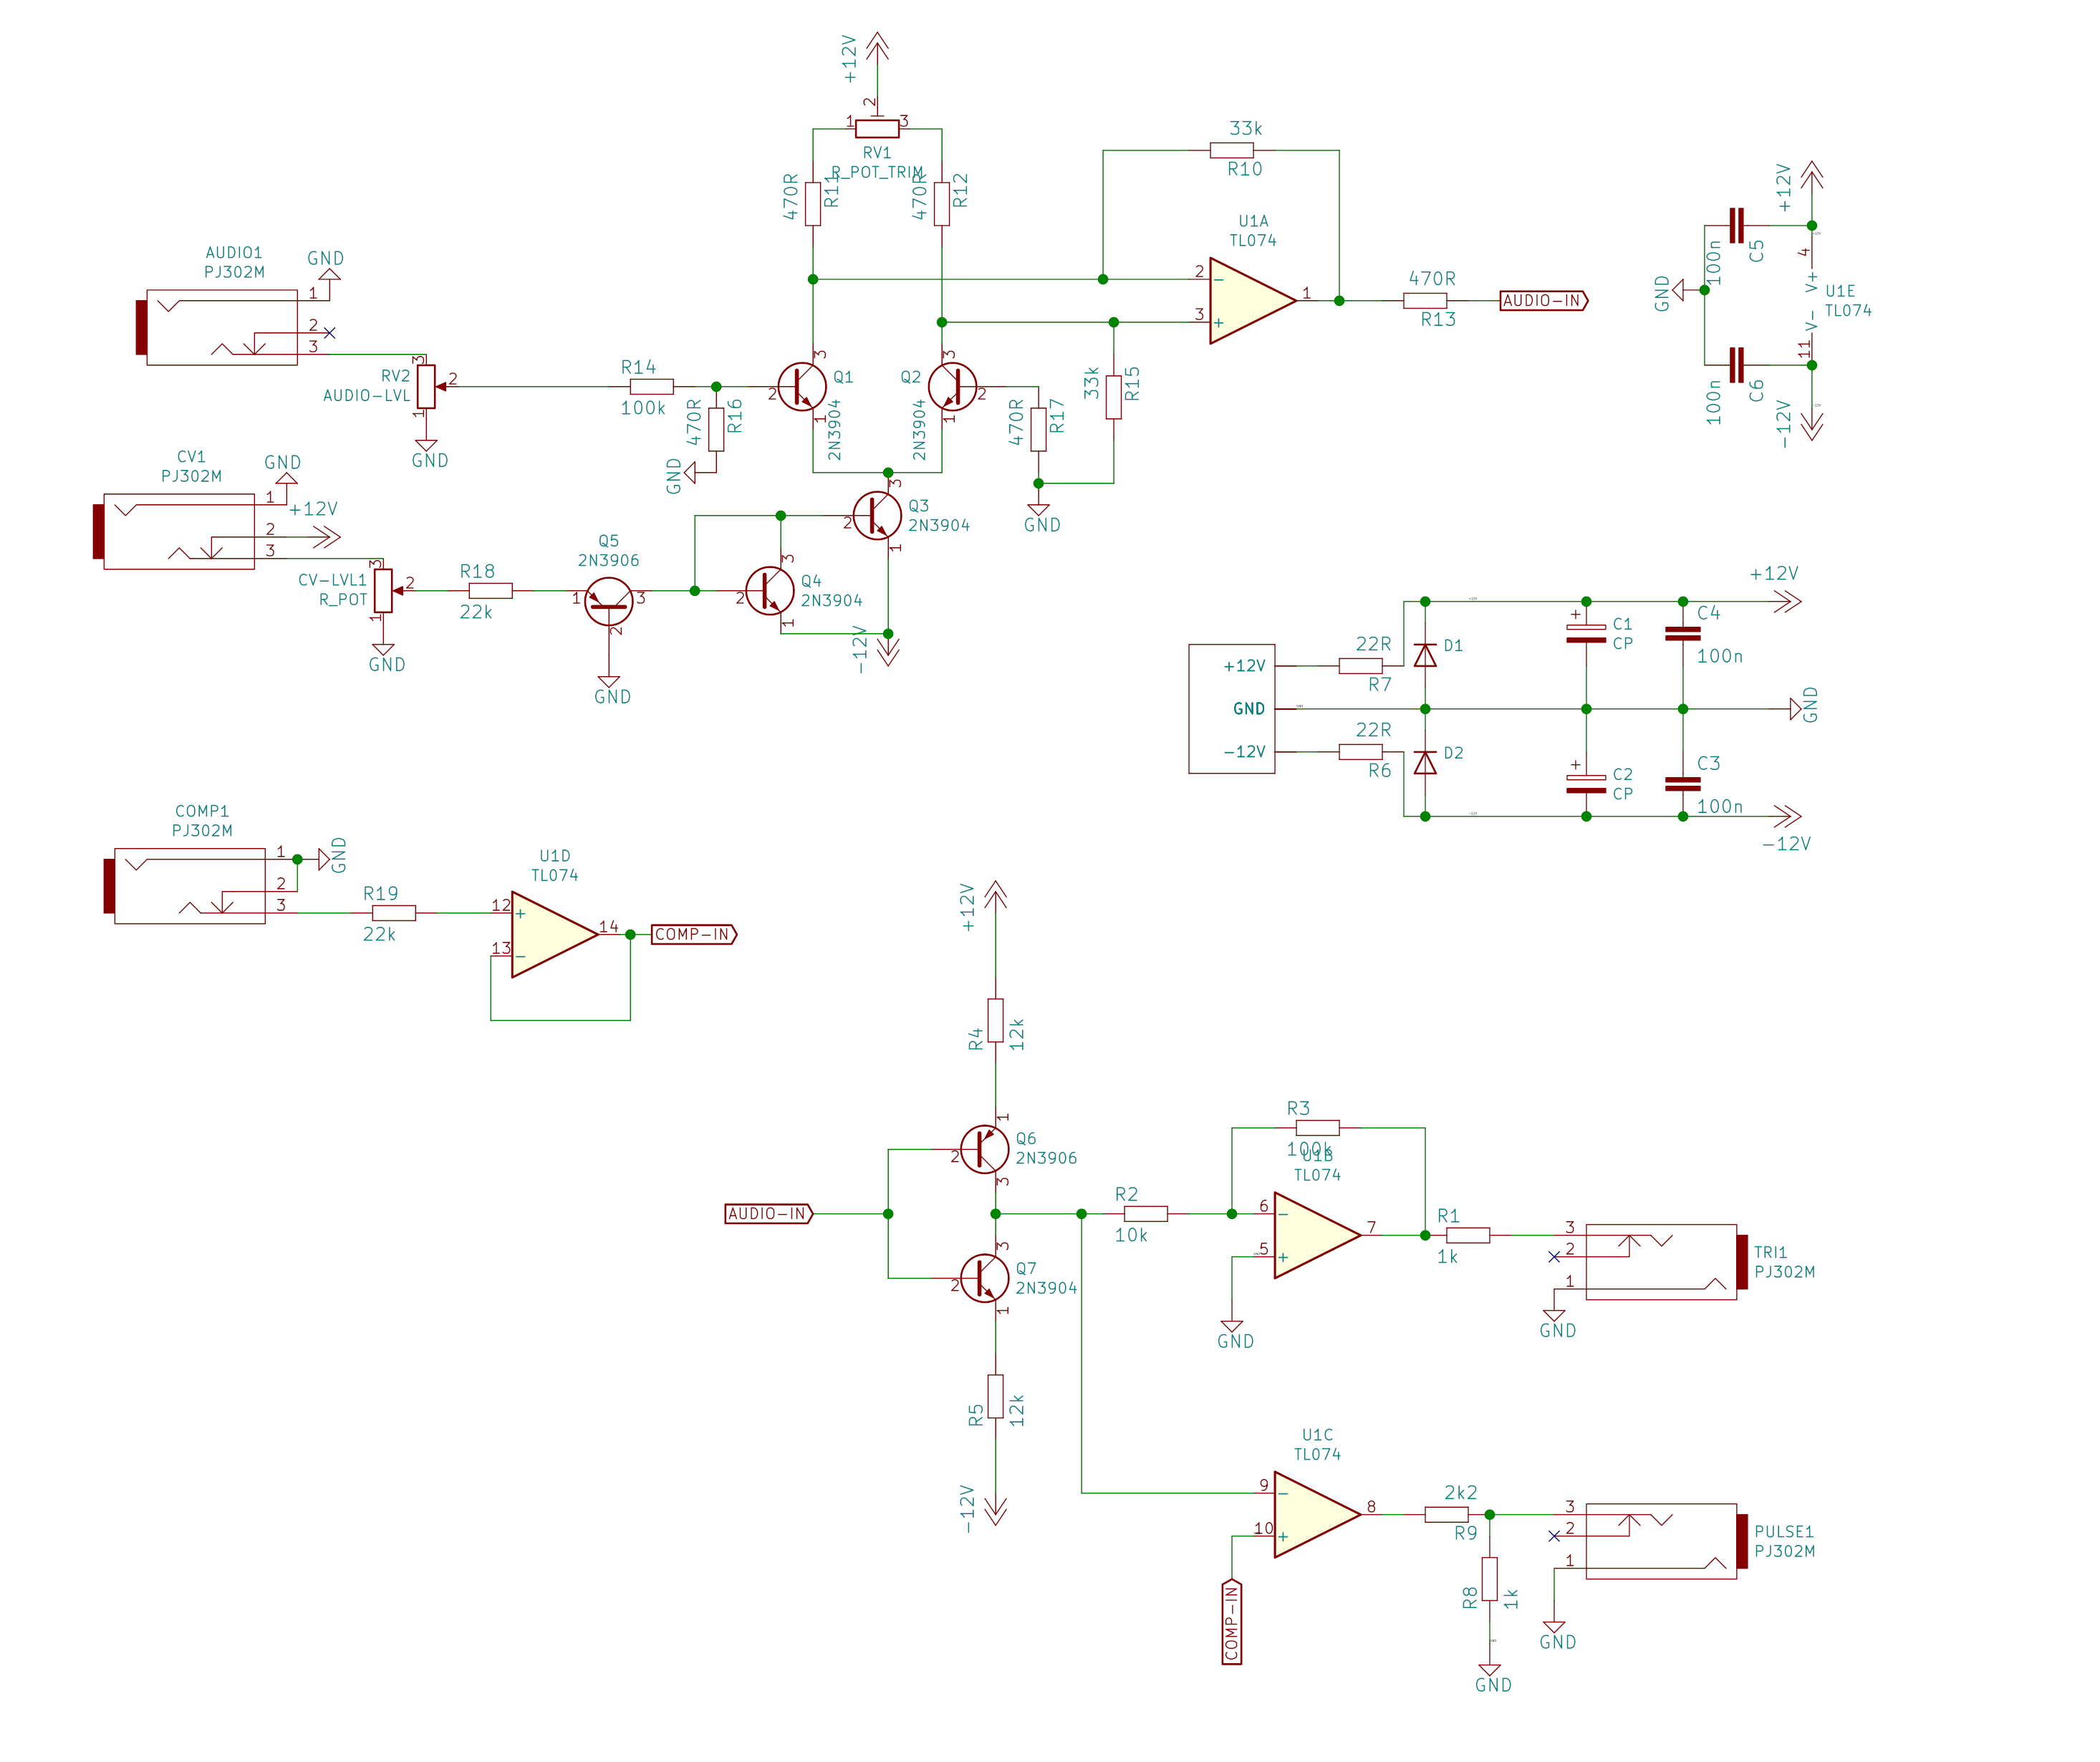 +12V
2
1
3
RV1
R_POT_TRIM
470R
R11
470R
R12
33k
R10
U1A
TL074
2
−
3
+
1
470R
R13
AUDIO-IN
+12V
100n
C5
4
V+
GND
U1E
TL074
V-
11
100n
C6
-12V
AUDIO1
PJ302M
GND
1
2
3
3
RV2
AUDIO-LVL
2
1
GND
R14
100k
470R
R16
GND
3
2
Q1
1
2N3904
3
Q2
2
1
2N3904
470R
R17
33k
R15
GND
CV1
PJ302M
GND
1
+12V
2
3
3
CV-LVL1
R_POT
2
1
GND
R18
22k
Q5
2N3906
1
3
2
GND
3
2
Q4
2N3904
1
3
2
Q3
2N3904
1
-12V
+12V
GND
-12V
22R
R7
22R
R6
D1
D2
+
C1
CP
+
C2
CP
C4
100n
C3
100n
+12V
GND
-12V
COMP1
PJ302M
1
2
3
GND
R19
22k
U1D
TL074
12
+
13
−
14
COMP-IN
+12V
R4
12k
1
2
Q6
2N3906
3
AUDIO-IN
3
2
Q7
2N3904
1
R5
12k
-12V
R2
10k
R3
100k
U1B
TL074
6
−
5
+
7
GND
R1
1k
3
2
1
TRI1
PJ302M
GND
U1C
TL074
9
−
10
+
8
COMP-IN
2k2
R9
R8
1k
GND
3
2
1
PULSE1
PJ302M
GND